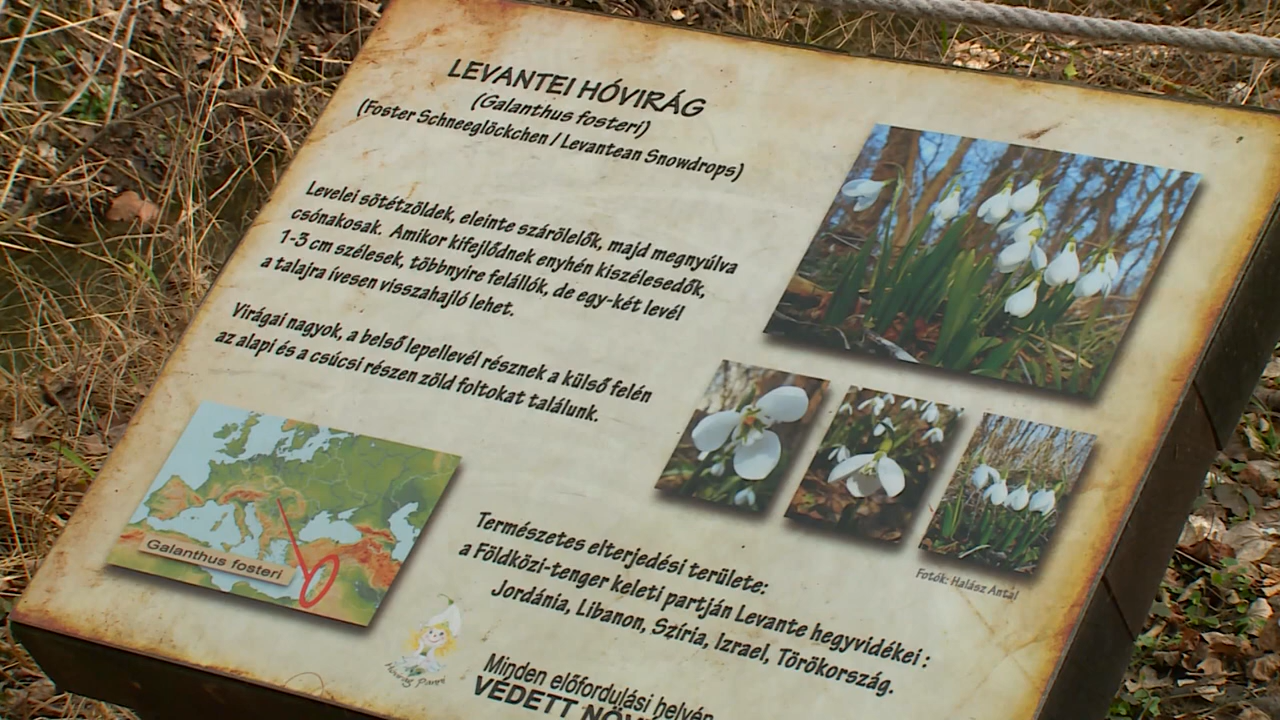 LEVANTEI HÓVIRÁG
(Galanthus fosteri)
(Foster Schneeglöckchen / Levantean Snowdrops)
Levelei sötétzöldek, eleinte szárölelők, majd megnyúlva
csónakosak. Amikor kifejlődnek enyhén kiszélesedők,
1-3 cm szélesek, többnyire felállók, de egy-két levél
a talajra ívesen visszahajló lehet.
Virágai nagyok, a belső lepellevél résznek a külső felén
az alapi és a csúcsi részen zöld foltokat találunk.
Galanthus fosteri
Fotók: Halász Antal
Természetes elterjedési területe:
a Földközi-tenger keleti partján Levante hegyvidékei :
Jordánia, Libanon, Szíria, Izrael, Törökország.
Hóvirág Panni
Minden előfordulási helyén
VÉDETT